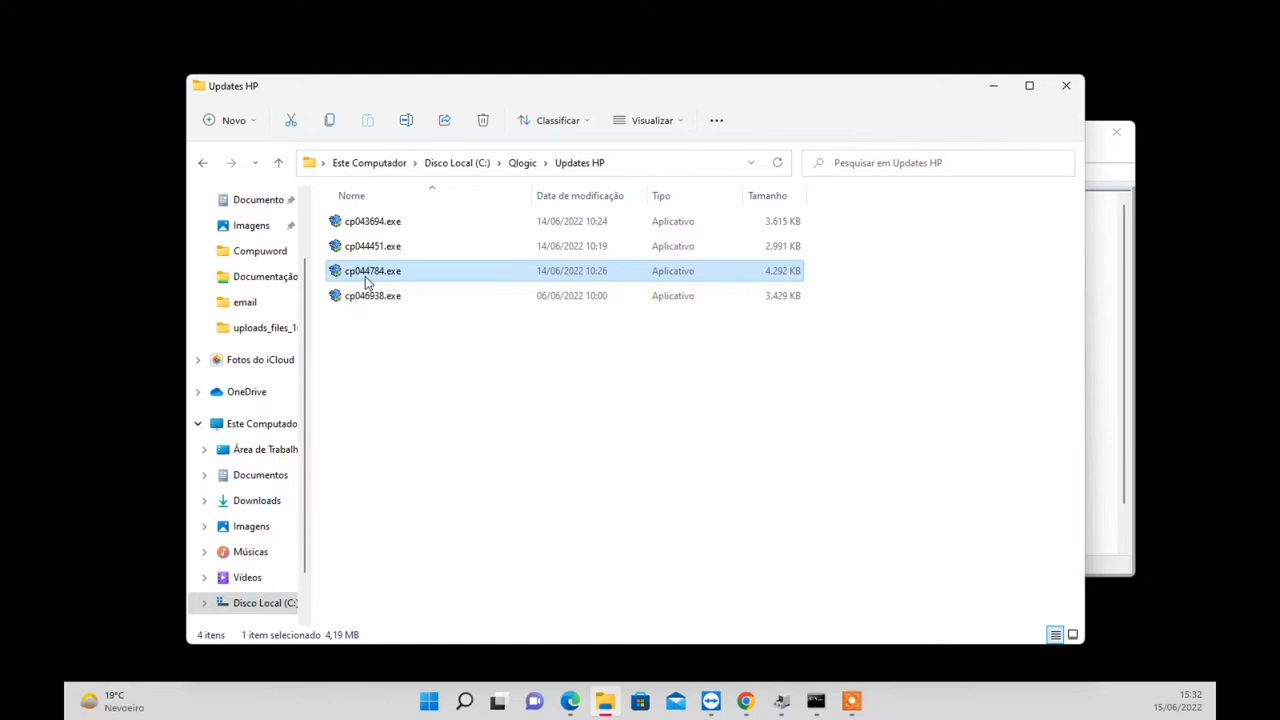 Updates HP
Novo
Classificar
Visualizar
Este Computador
Disco Local (C:)
Qlogic
Updates HP
Pesquisar em Updates HP
Nome
Data de modificação
Tipo
Tamanho
cp043694.exe 14/06/2022 10:24 Aplicativo 3.615 KB
cp044451.exe 14/06/2022 10:19 Aplicativo 2.991 KB
cp044784.exe 14/06/2022 10:26 Aplicativo 4.292 KB
cp046938.exe 06/06/2022 10:00 Aplicativo 3.429 KB
Documento
Imagens
Compuword
Documentação
email
uploads_files_1
Fotos do iCloud
OneDrive
Este Computado
Área de Trabalh
Documentos
Downloads
Imagens
Músicas
Vídeos
Disco Local (C:)
4 itens 1 item selecionado 4,19 MB
19°C
Nevoeiro
15:32
15/06/2022